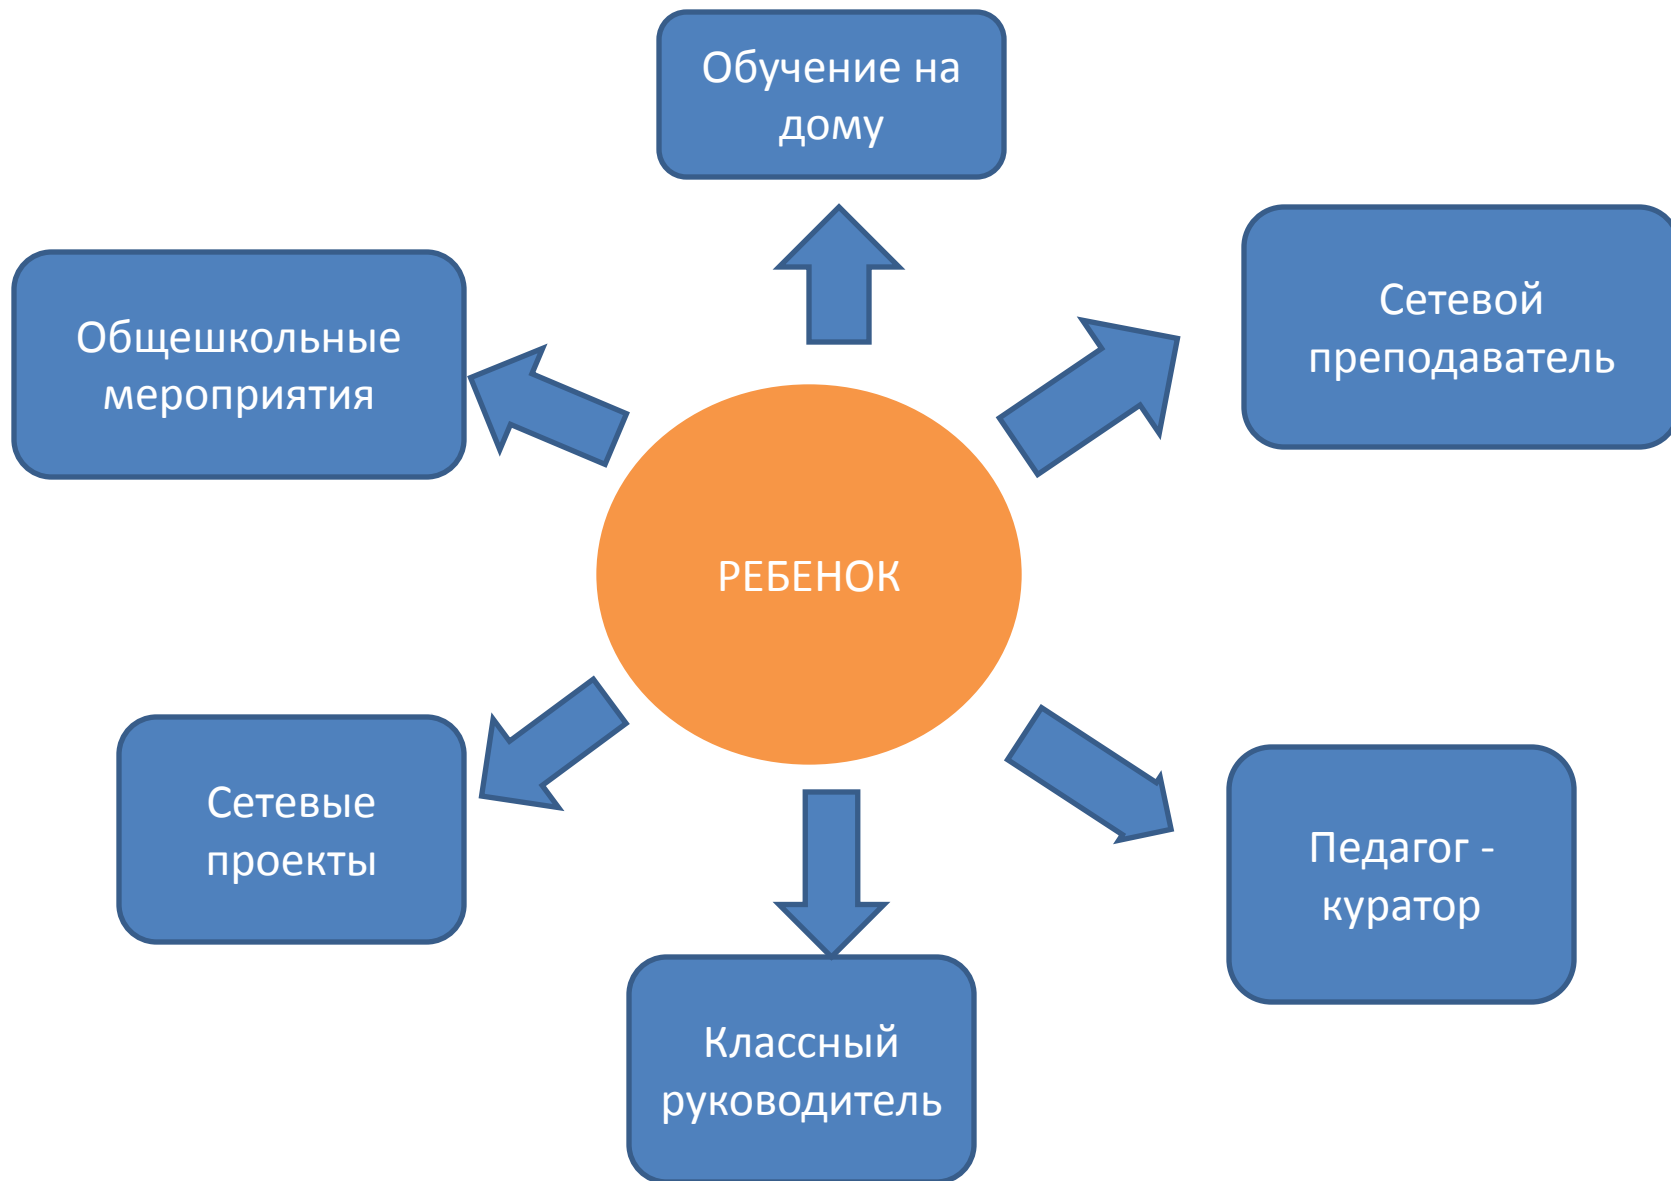 Обучение на
дому
Сетевой
преподаватель
Общешкольные
мероприятия
РЕБЕНОК
Сетевые
проекты
Педагог -
куратор
Классный
руководитель